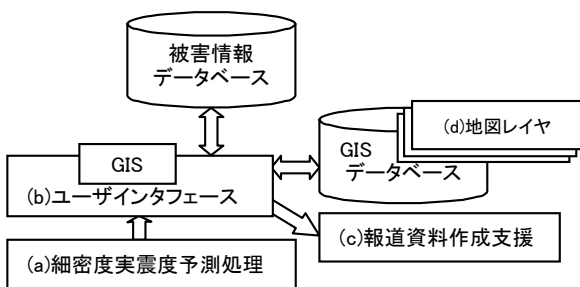 被害情報
データベース
(d)地図レイヤ
GIS
GIS
データベース
(b)ユーザインタフェース
(c)報道資料作成支援
(a)細密度実震度予測処理